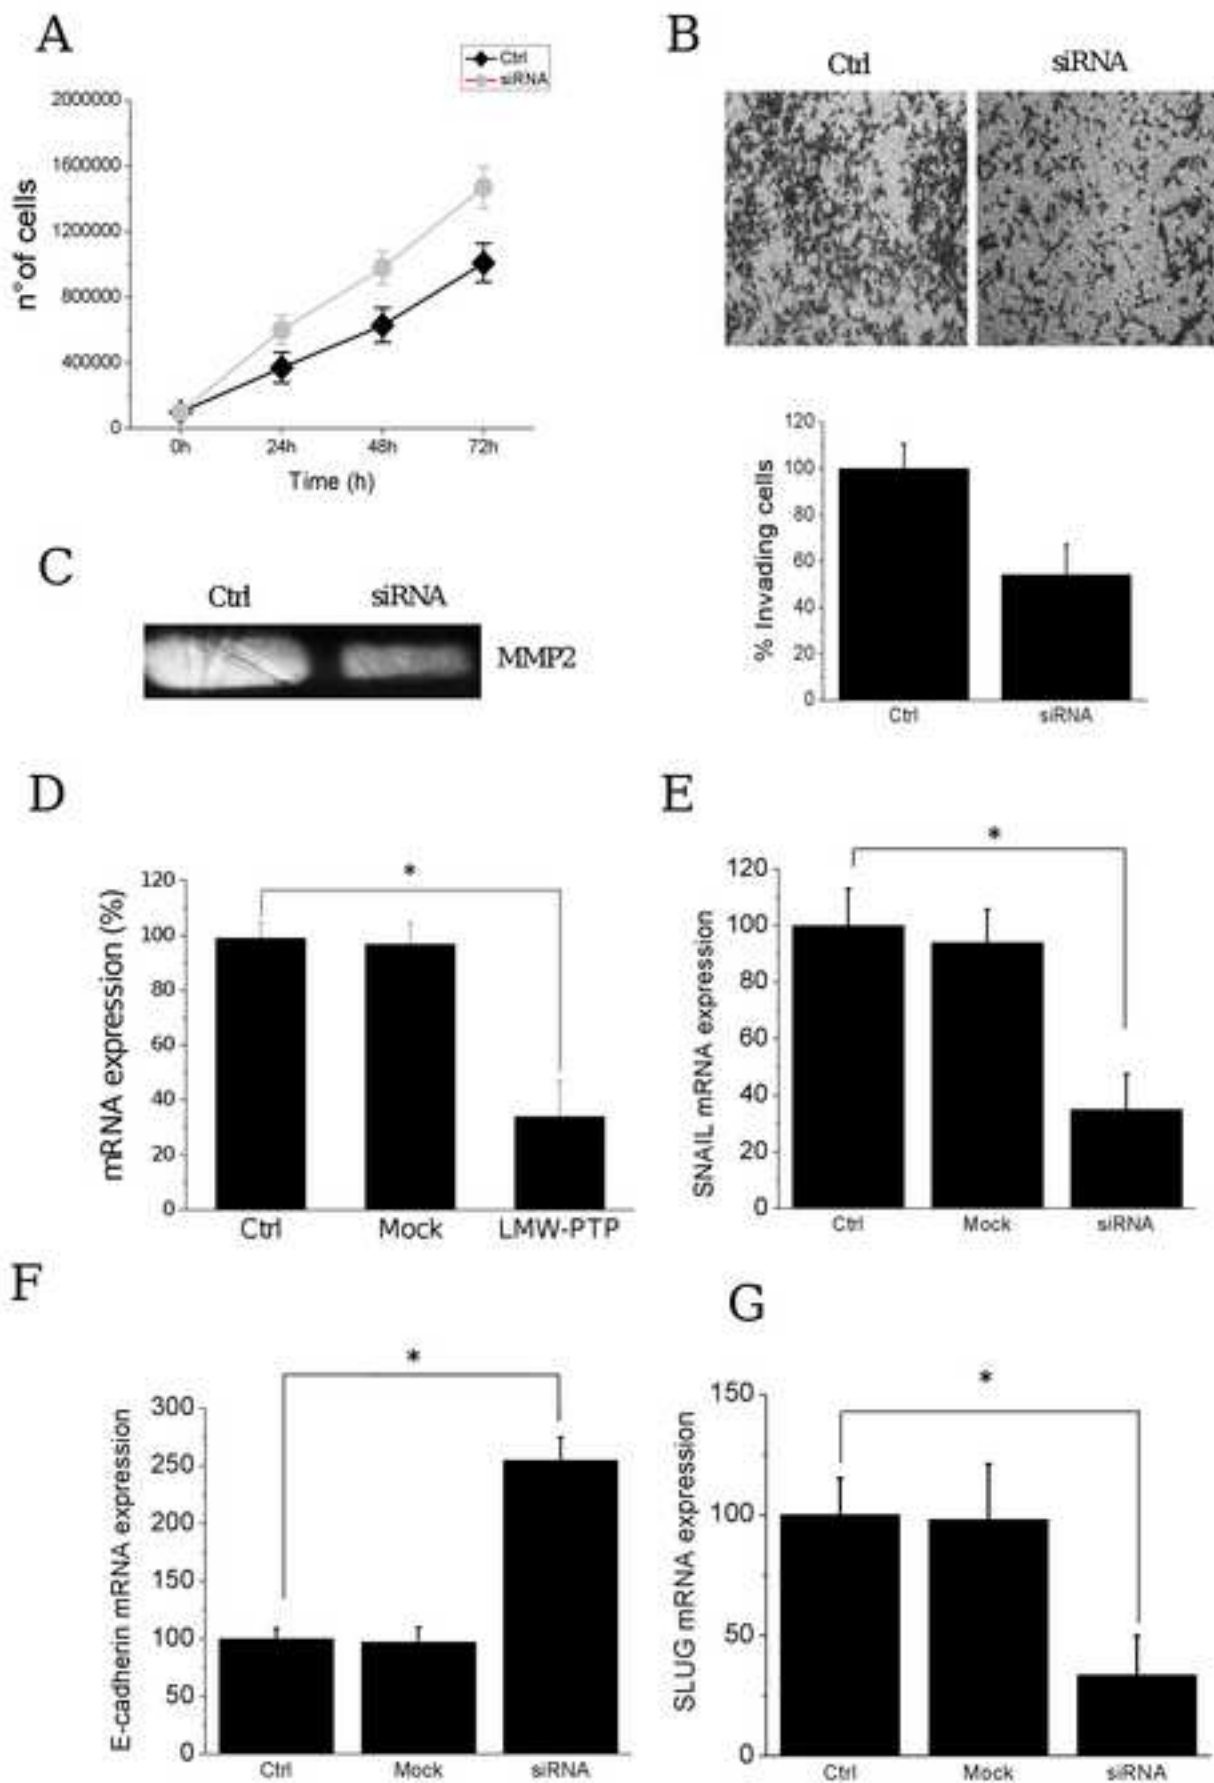 A
Ctrl
siRNA
2000000
1600000
1200000
800000
400000
0
n°of cells
0h 24h 48h 72h
Time (h)
B
Ctrl siRNA
120
100
80
60
40
20
0
% Invading cells
Ctrl siRNA
C
Ctrl siRNA
MMP2
D
*
120
100
80
60
40
20
0
mRNA expression (%)
Ctrl Mock LMW-PTP
E
*
120
100
80
60
40
20
0
SNAIL mRNA expression
Ctrl Mock siRNA
F
*
300
250
200
150
100
50
0
E-cadherin mRNA expression
Ctrl Mock siRNA
G
*
150
100
50
0
SLUG mRNA expression
Ctrl Mock siRNA